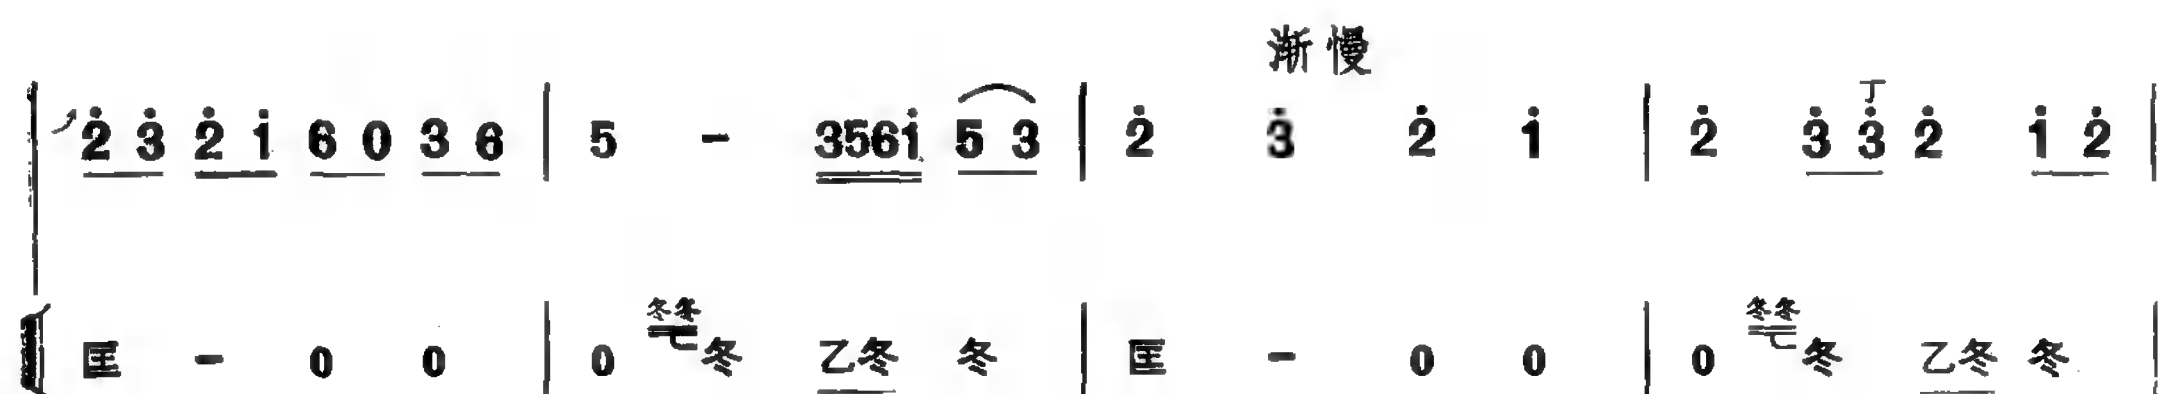 渐慢
2̇ 3̇ 2̇ 1̇ 6 0 3 6 | 5 - 3561̇ 5 3 | 2̇ 3̇ 2̇ 1̇ | 2̇ 3̇ 3̇ 2̇ 1̇ 2̇ |
丁
冬冬 冬冬
匡 - 0 0 | 0 冬 乙冬 冬 | 匡 - 0 0 | 0 冬 乙冬 冬 |